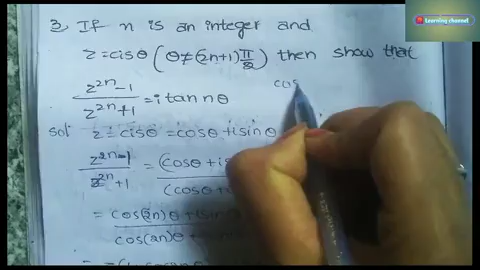 3. If n is an integer and
z = cisθ (θ ≠ (2n+1) π/2) then show that
z^2n - 1 / z^2n + 1 = i tan nθ
cos
sol: z = cisθ = cosθ + i sinθ
z^2n - 1 / z^2n + 1 = (cosθ + is / (cosθ + i
= cos(2n)θ + i sin / cos(2n)θ +
Learning channel